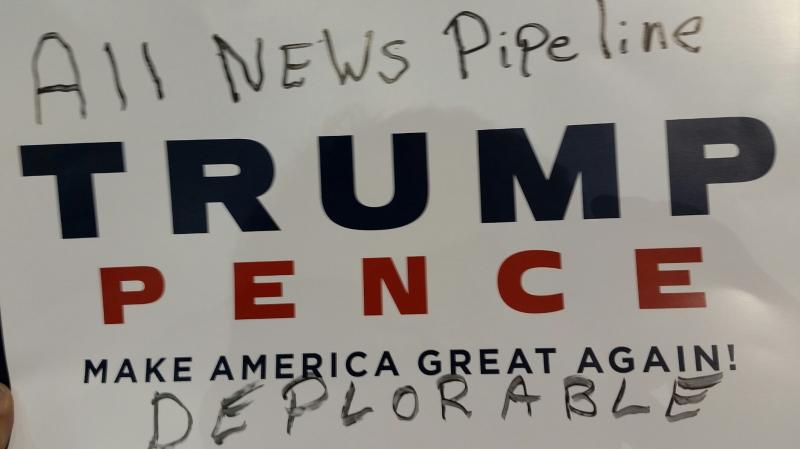 All NEWS Pipeline
TRUMP
PENCE
MAKE AMERICA GREAT AGAIN!
DEPLORABLE